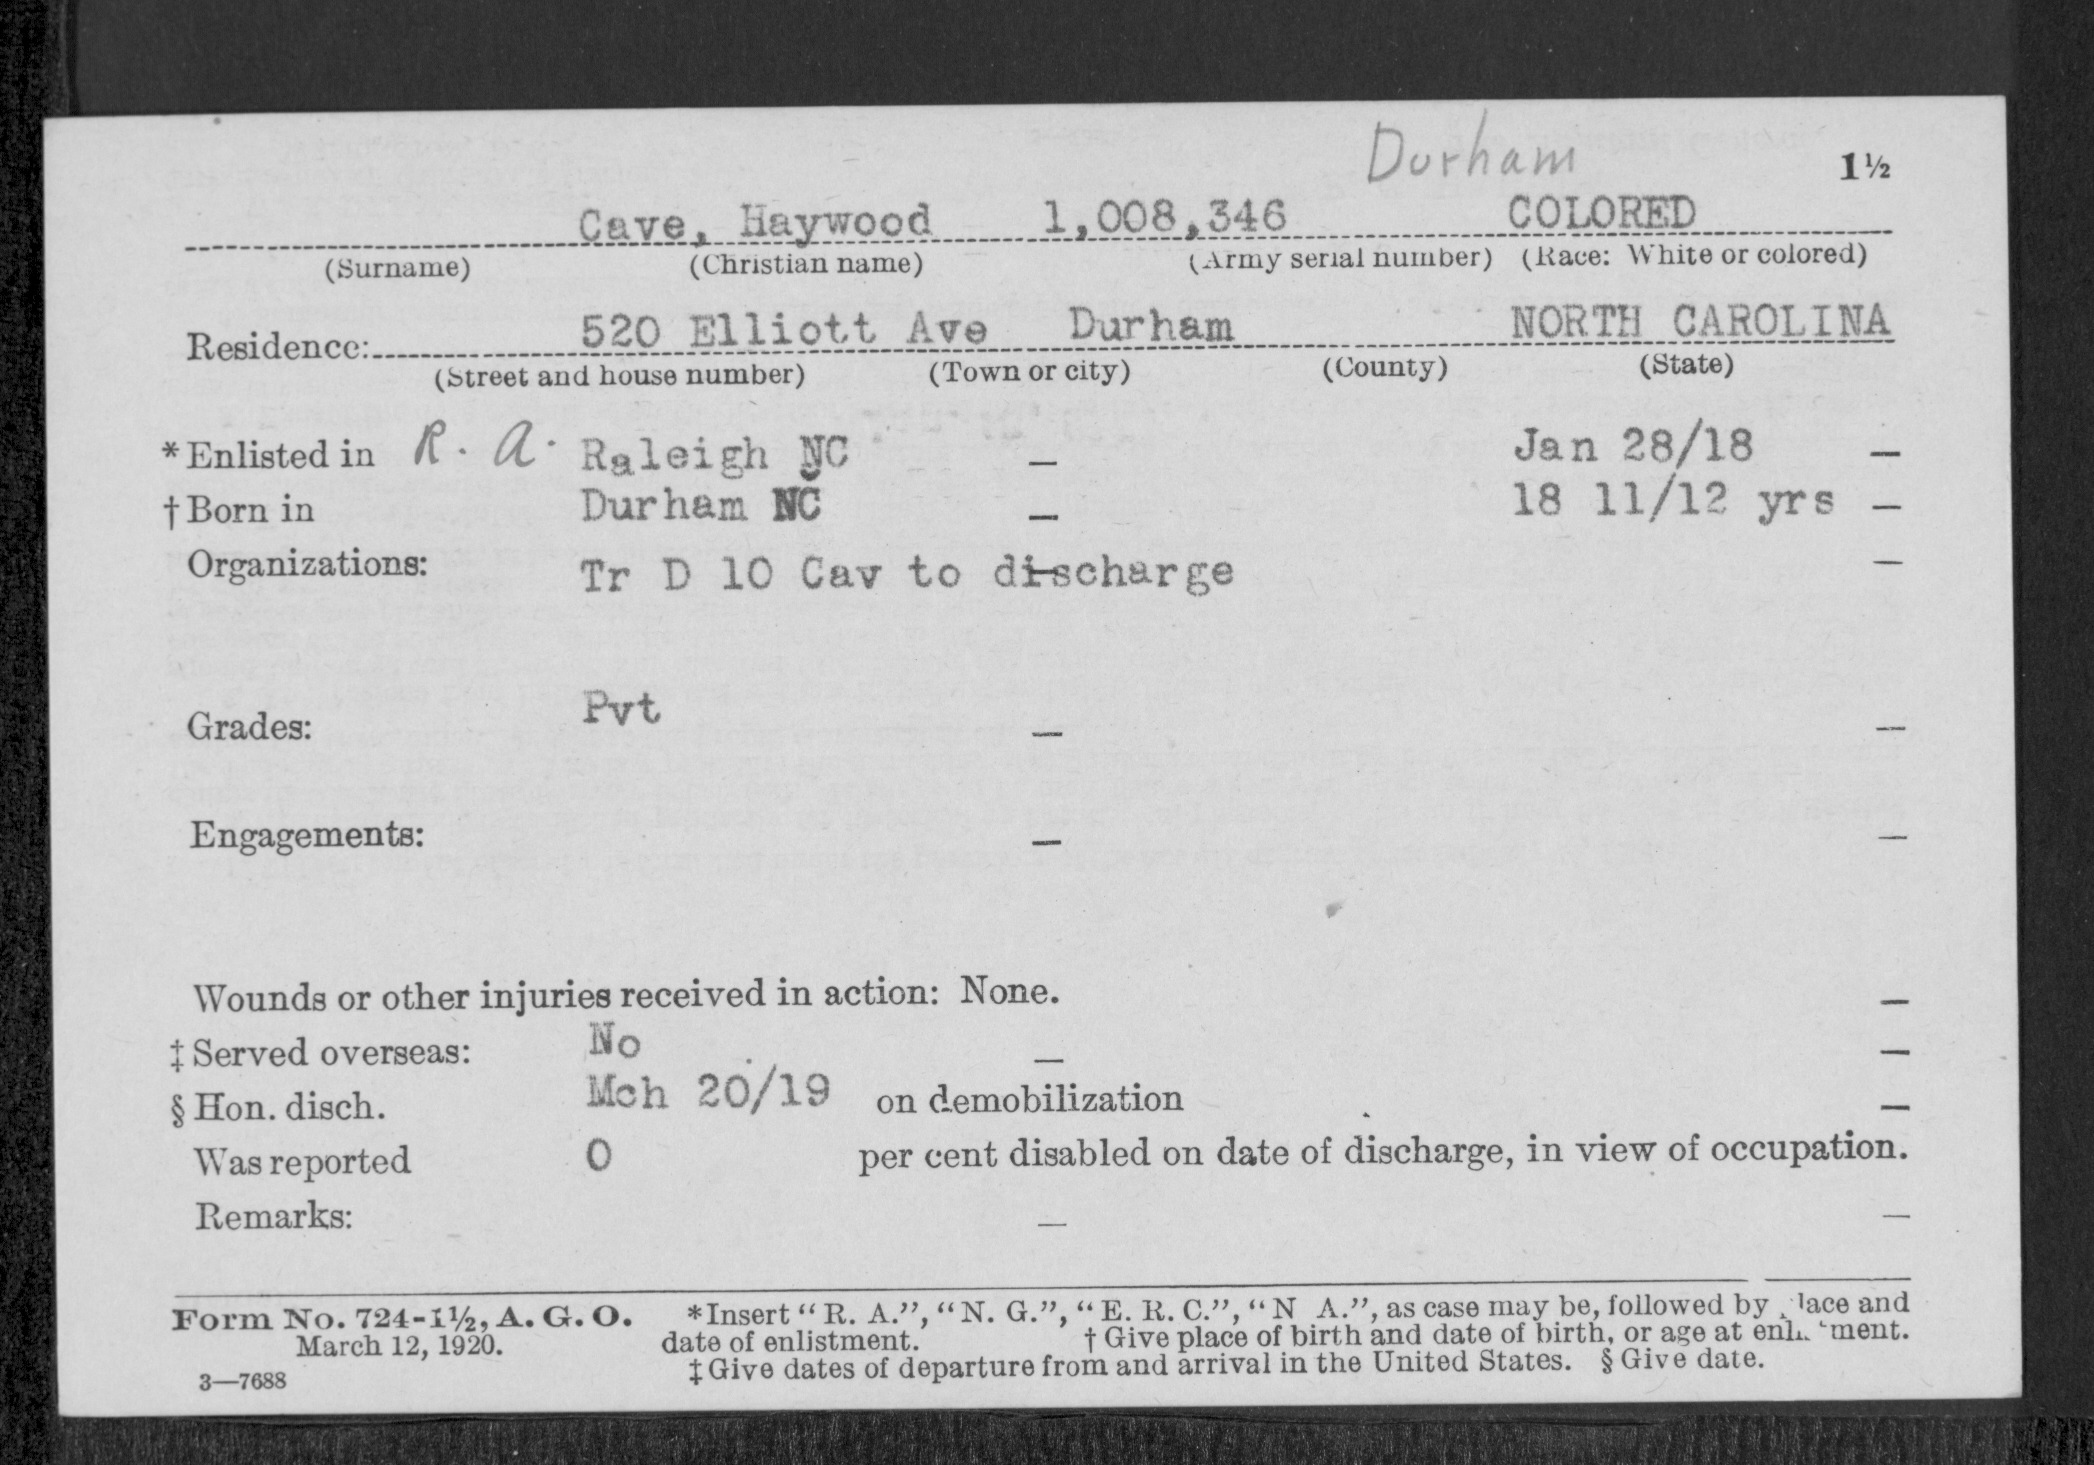 Durham
1½
Cave, Haywood 1,008,346 COLORED
(Surname) (Christian name) (Army serial number) (Race: White or colored)
Residence: 520 Elliott Ave Durham NORTH CAROLINA
(Street and house number) (Town or city) (County) (State)
*Enlisted in R. A. Raleigh NC — Jan 28/18 —
†Born in Durham NC — 18 11/12 yrs —
Organizations: Tr D 10 Cav to discharge —
Grades: Pvt — —
Engagements: — —
Wounds or other injuries received in action: None. —
‡Served overseas: No — —
§Hon. disch. Mch 20/19 on demobilization —
Was reported 0 per cent disabled on date of discharge, in view of occupation.
Remarks: — —
Form No. 724-1½, A. G. O. *Insert "R. A.", "N. G.", "E. R. C.", "N A.", as case may be, followed by lace and
March 12, 1920. date of enlistment. †Give place of birth and date of birth, or age at enl ment.
3—7688 ‡Give dates of departure from and arrival in the United States. §Give date.